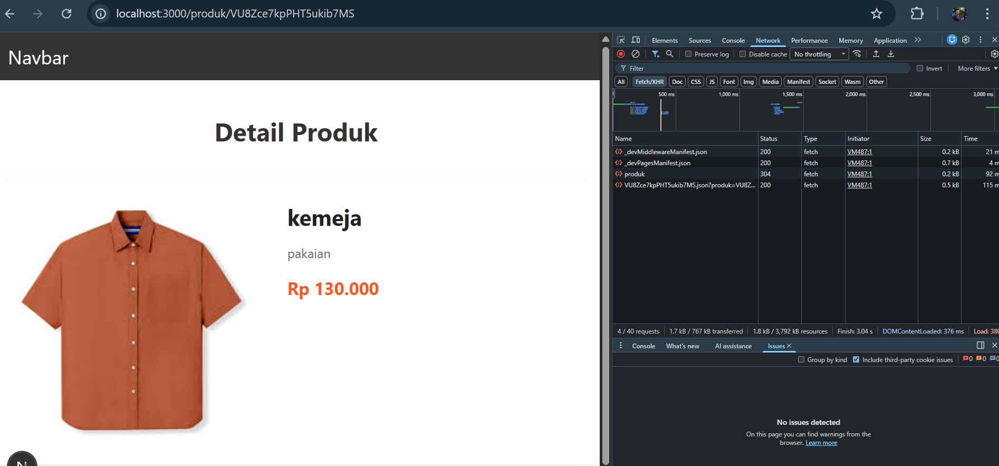 localhost:3000/produk/VU8Zce7kpPHT5ukib7MS
Navbar
Detail Produk
kemeja
pakaian
Rp 130.000
N
Elements Sources Console Network Performance Memory Application
Preserve log Disable cache No throttling
Filter Invert More filters
All Fetch/XHR Doc CSS JS Font Img Media Manifest Socket Wasm Other
500 ms 1,000 ms 1,500 ms 2,000 ms 2,500 ms 3,000 ms
Name Status Type Initiator Size Time
_devMiddlewareManifest.json 200 fetch VM487:1 0.2 kB 21 m
_devPagesManifest.json 200 fetch VM487:1 0.7 kB 4 m
produk 304 fetch VM487:1 0.2 kB 92 m
VU8Zce7kpPHT5ukib7MS.json?produk=VU8Z... 200 fetch VM487:1 0.5 kB 115 m
4 / 40 requests 1.7 kB / 767 kB transferred 1.8 kB / 3,792 kB resources Finish: 3.04 s DOMContentLoaded: 376 ms Load: 380
Console What's new AI assistance Issues
Group by kind Include third-party cookie issues 0 0 0
No issues detected
On this page you can find warnings from the
browser. Learn more